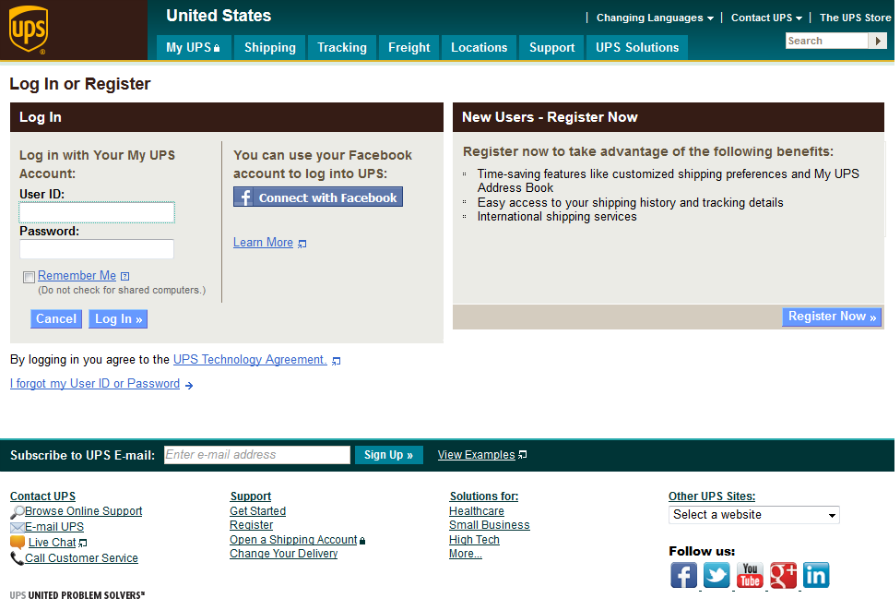 ups
United States
Changing Languages
Contact UPS
The UPS Store
My UPS
Shipping
Tracking
Freight
Locations
Support
UPS Solutions
Search
Log In or Register
Log In
Log in with Your My UPS
Account:
User ID:
Password:
Remember Me ?
(Do not check for shared computers.)
Cancel
Log In »
You can use your Facebook
account to log into UPS:
f Connect with Facebook
Learn More
New Users - Register Now
Register now to take advantage of the following benefits:
Time-saving features like customized shipping preferences and My UPS
Address Book
Easy access to your shipping history and tracking details
International shipping services
Register Now »
By logging in you agree to the UPS Technology Agreement.
I forgot my User ID or Password
Subscribe to UPS E-mail:
Enter e-mail address
Sign Up »
View Examples
Contact UPS
Browse Online Support
E-mail UPS
Live Chat
Call Customer Service
Support
Get Started
Register
Open a Shipping Account
Change Your Delivery
Solutions for:
Healthcare
Small Business
High Tech
More...
Other UPS Sites:
Select a website
Follow us:
f
You
Tube
g+
in
UPS UNITED PROBLEM SOLVERS™